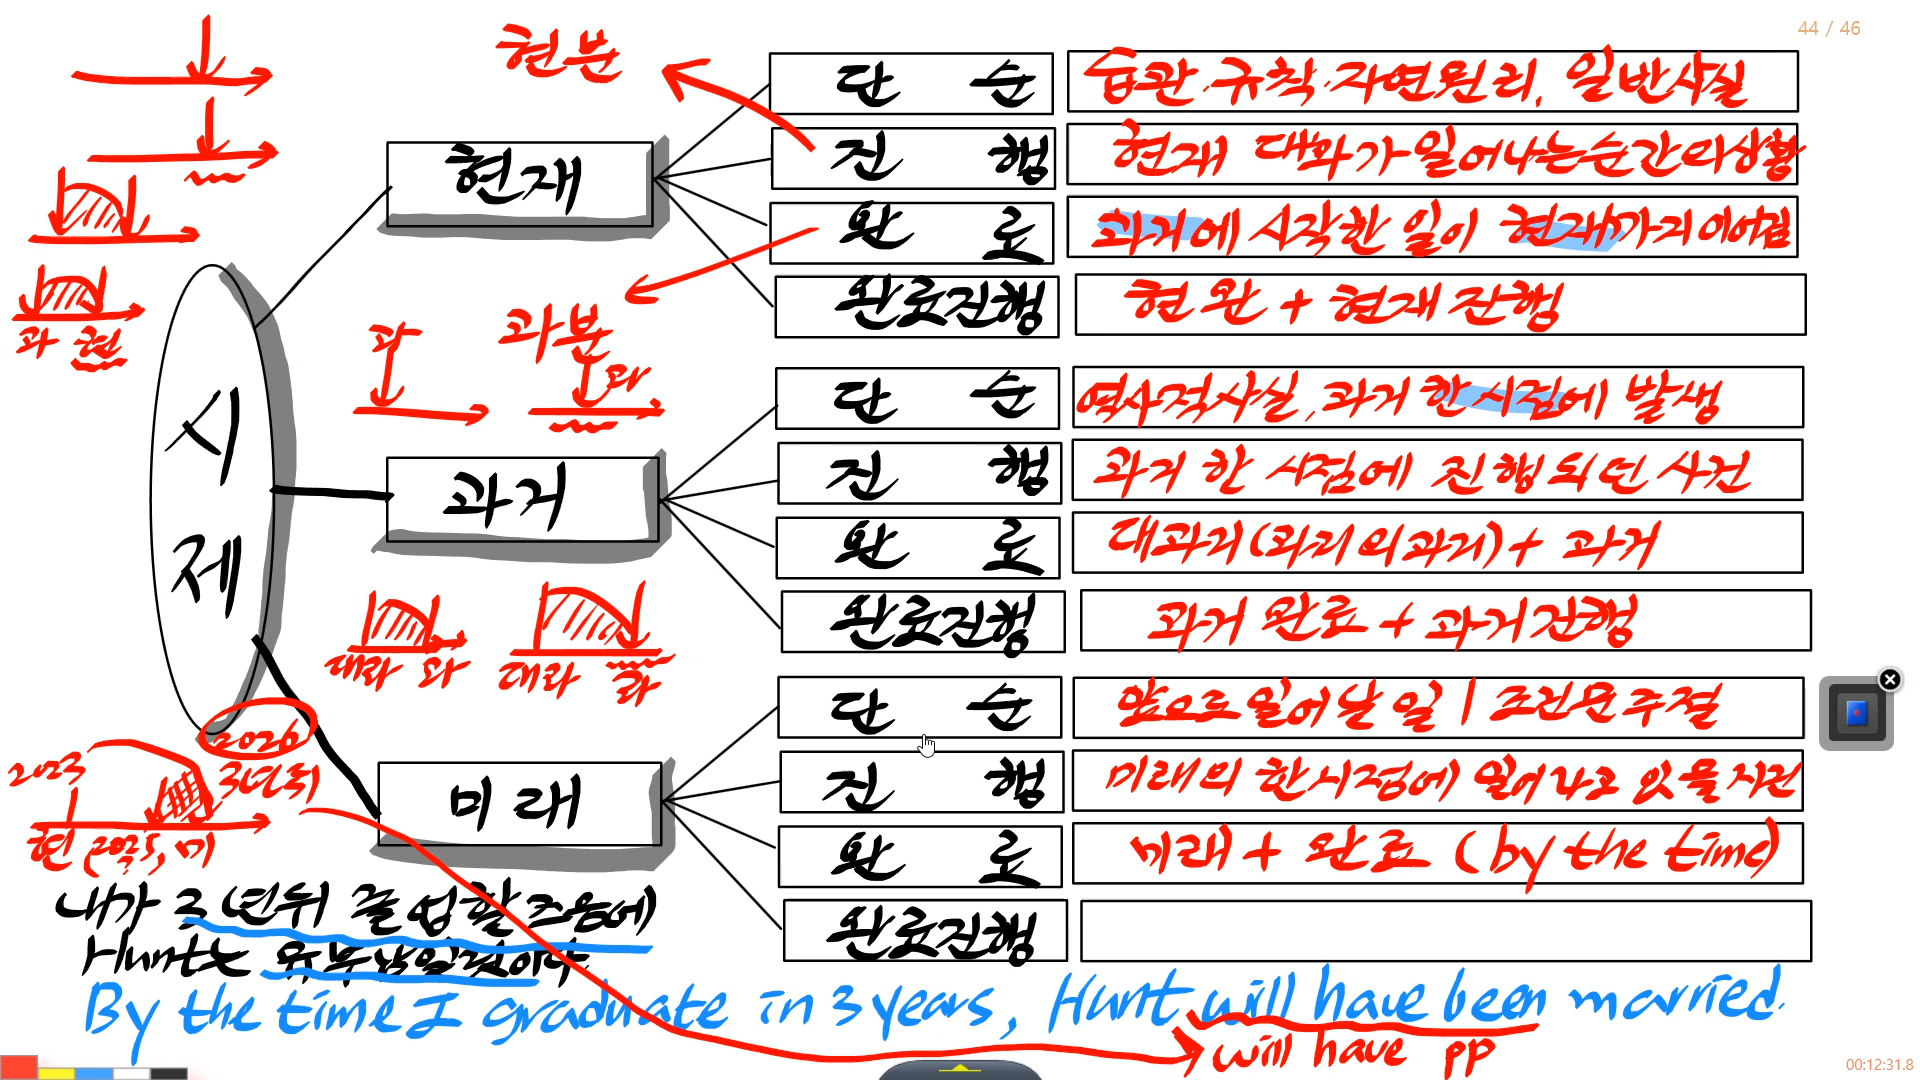 44 / 46
현분
단 순 습관·규칙·자연원리, 일반사실
진 행 현재 대화가 일어나는 순간의 상황
현재
완 료 과거에 시작한 일이 현재까지 이어짐
완료진행 현완 + 현재진행
과 현
과 과분
과
단 순 역사적사실, 과거 한 시점에 발생
시제
진 행 과거 한 시점에 진행되던 사건
과거
완 료 대과거(과거의과거)+ 과거
완료진행 과거완료 + 과거진행
대과 과 대과 과
단 순 앞으로 일어날 일 / 조건문 주절
2026
2023 3년뒤
진 행 미래의 한시점에 일어나고 있을 사건
미래
현(2025, 미
완 료 미래 + 완료 (by the time)
내가 3년뒤 졸업할 즈음에
완료진행
Hunt는 유부남일것이다
By the time I graduate in 3 years, Hunt will have been married.
will have pp
00:12:31.8